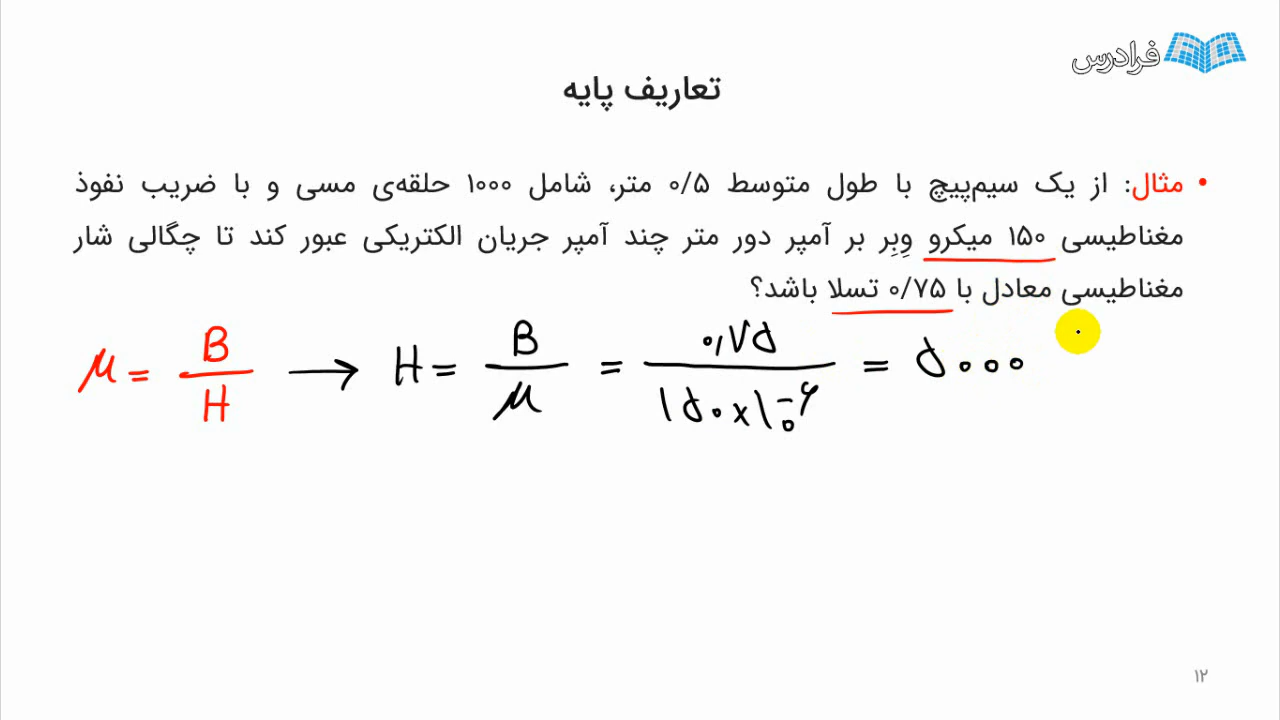 فرادرس
تعاریف پایه
• مثال: از یک سیم‌پیچ با طول متوسط ۰/۵ متر، شامل ۱۰۰۰ حلقه‌ی مسی و با ضریب نفوذ
مغناطیسی ۱۵۰ میکرو وِبِر بر آمپر دور متر چند آمپر جریان الکتریکی عبور کند تا چگالی شار
مغناطیسی معادل با ۰/۷۵ تسلا باشد؟
μ = B/H → H = B/μ = ۰٫۷۵/۱۵۰×۱۰^-۶ = ۵۰۰۰
۱۲